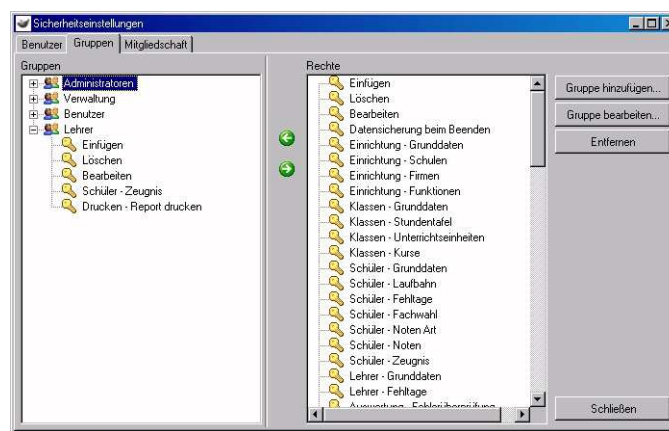 Sicherheitseinstellungen
Benutzer Gruppen Mitgliedschaft
Gruppen
Administratoren
Verwaltung
Benutzer
Lehrer
Einfügen
Löschen
Bearbeiten
Schüler - Zeugnis
Drucken - Report drucken
Rechte
Einfügen
Löschen
Bearbeiten
Datensicherung beim Beenden
Einrichtung - Grunddaten
Einrichtung - Schulen
Einrichtung - Firmen
Einrichtung - Funktionen
Klassen - Grunddaten
Klassen - Stundentafel
Klassen - Unterrichtseinheiten
Klassen - Kurse
Schüler - Grunddaten
Schüler - Laufbahn
Schüler - Fehltage
Schüler - Fachwahl
Schüler - Noten Art
Schüler - Noten
Schüler - Zeugnis
Lehrer - Grunddaten
Lehrer - Fehltage
Auswertung - Fehlerüberprüfung
Gruppe hinzufügen...
Gruppe bearbeiten...
Entfernen
Schließen